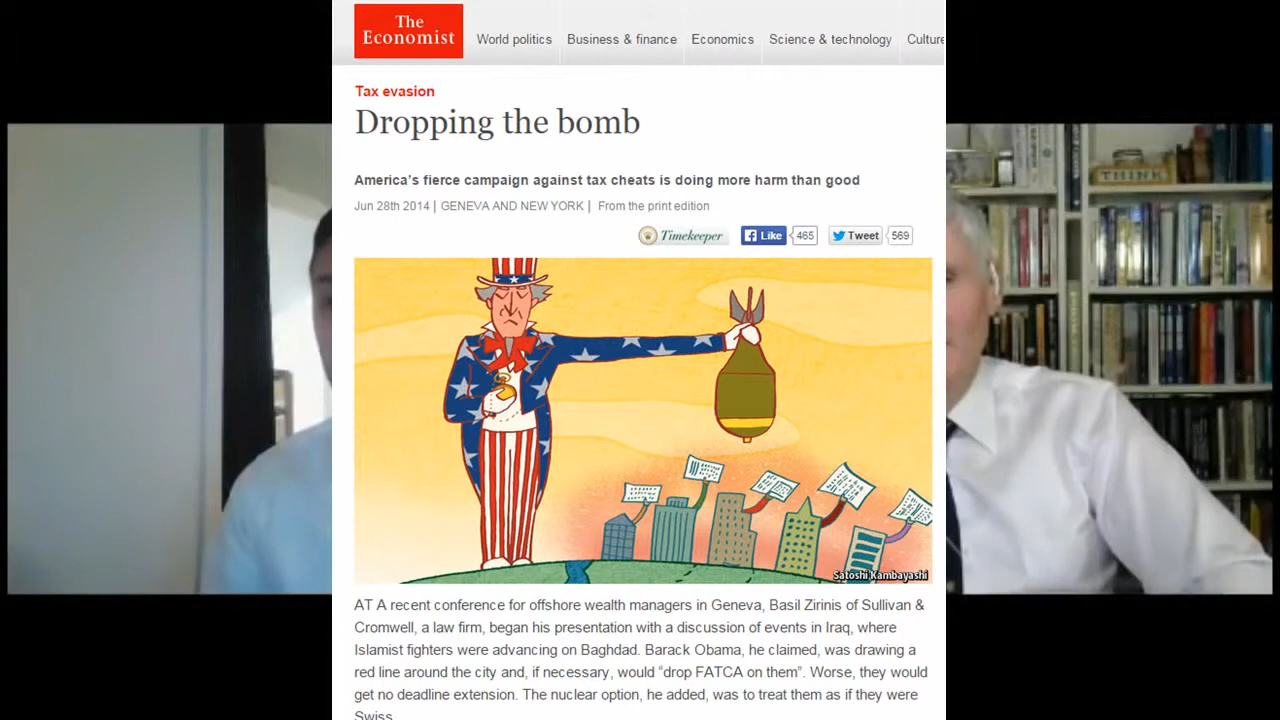 The
Economist
World politics
Business & finance
Economics
Science & technology
Culture
Tax evasion
Dropping the bomb
America's fierce campaign against tax cheats is doing more harm than good
Jun 28th 2014 | GENEVA AND NEW YORK | From the print edition
Timekeeper
Like 465
Tweet 569
Satoshi Kambayashi
AT A recent conference for offshore wealth managers in Geneva, Basil Zirinis of Sullivan &
Cromwell, a law firm, began his presentation with a discussion of events in Iraq, where
Islamist fighters were advancing on Baghdad. Barack Obama, he claimed, was drawing a
red line around the city and, if necessary, would “drop FATCA on them”. Worse, they would
get no deadline extension. The nuclear option, he added, was to treat them as if they were
Swiss.
THINK